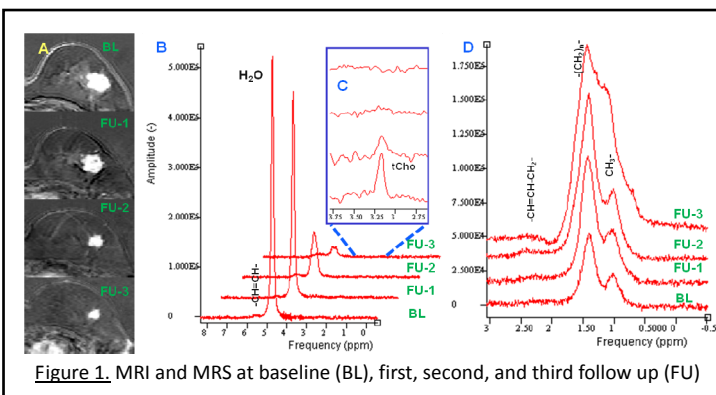 A
BL
FU-1
FU-2
FU-3
B
H₂O
Amplitude (-)
5.000E5
4.000E5
3.000E5
2.000E5
1.000E5
0
-CH=CH-
FU-3
FU-2
FU-1
BL
8 7 6 5 4 3 2 1 0
Frequency (ppm)
C
tCho
3.75 3.50 3.25 3 2.75
D
-(CH₂)ₙ-
CH₃-
-CH=CH-CH₂-
1.750E5
1.500E5
1.250E5
1.000E5
7.500E4
5.000E4
2.500E4
0
FU-3
FU-2
FU-1
BL
3 2.50 2 1.50 1 0.5000 0 -0.5
Frequency (ppm)
Figure 1. MRI and MRS at baseline (BL), first, second, and third follow up (FU)